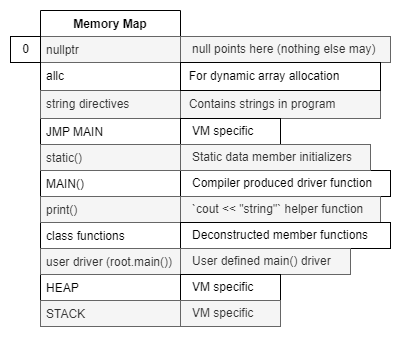 Memory Map
0 nullptr null points here (nothing else may)
allc For dynamic array allocation
string directives Contains strings in program
JMP MAIN VM specific
static() Static data member initializers
MAIN() Compiler produced driver function
print() `cout << "string"` helper function
class functions Deconstructed member functions
user driver (root.main()) User defined main() driver
HEAP VM specific
STACK VM specific